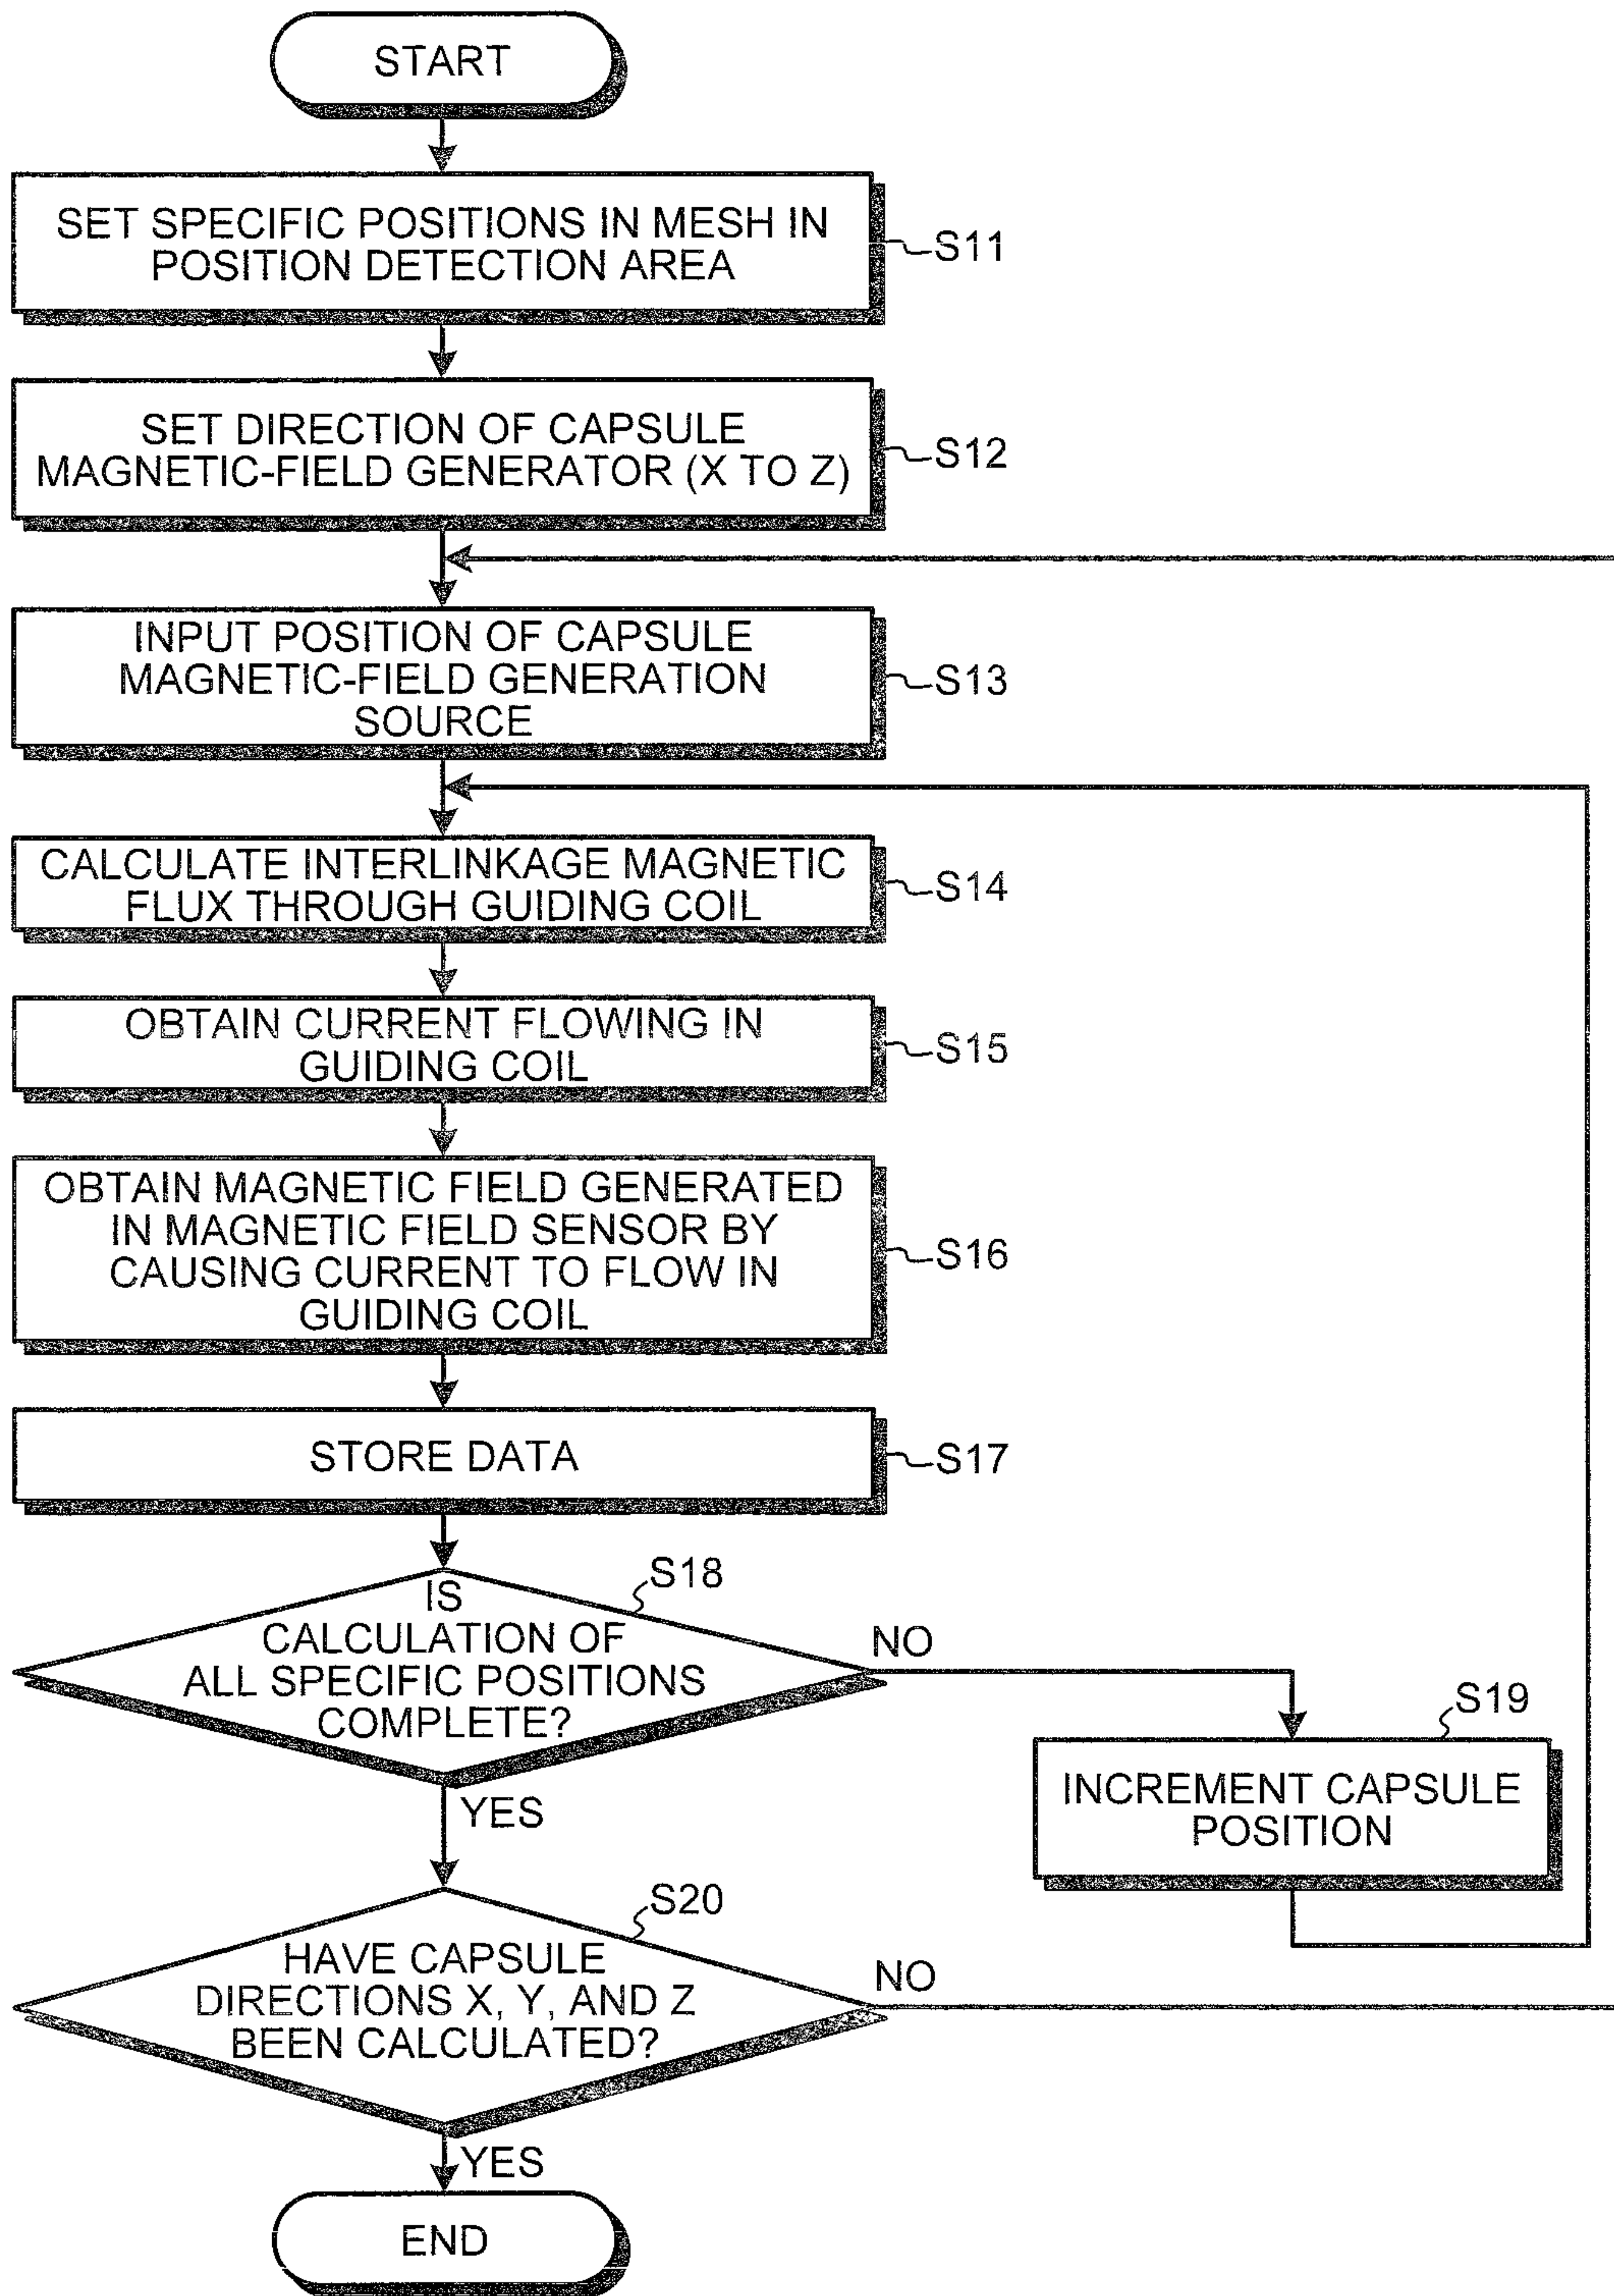 START
SET SPECIFIC POSITIONS IN MESH IN
POSITION DETECTION AREA
S11
SET DIRECTION OF CAPSULE
MAGNETIC-FIELD GENERATOR (X TO Z)
S12
INPUT POSITION OF CAPSULE
MAGNETIC-FIELD GENERATION
SOURCE
S13
CALCULATE INTERLINKAGE MAGNETIC
FLUX THROUGH GUIDING COIL
S14
OBTAIN CURRENT FLOWING IN
GUIDING COIL
S15
OBTAIN MAGNETIC FIELD GENERATED
IN MAGNETIC FIELD SENSOR BY
CAUSING CURRENT TO FLOW IN
GUIDING COIL
S16
STORE DATA
S17
S18
IS
CALCULATION OF
ALL SPECIFIC POSITIONS
COMPLETE?
NO
YES
S19
INCREMENT CAPSULE
POSITION
S20
HAVE CAPSULE
DIRECTIONS X, Y, AND Z
BEEN CALCULATED?
NO
YES
END